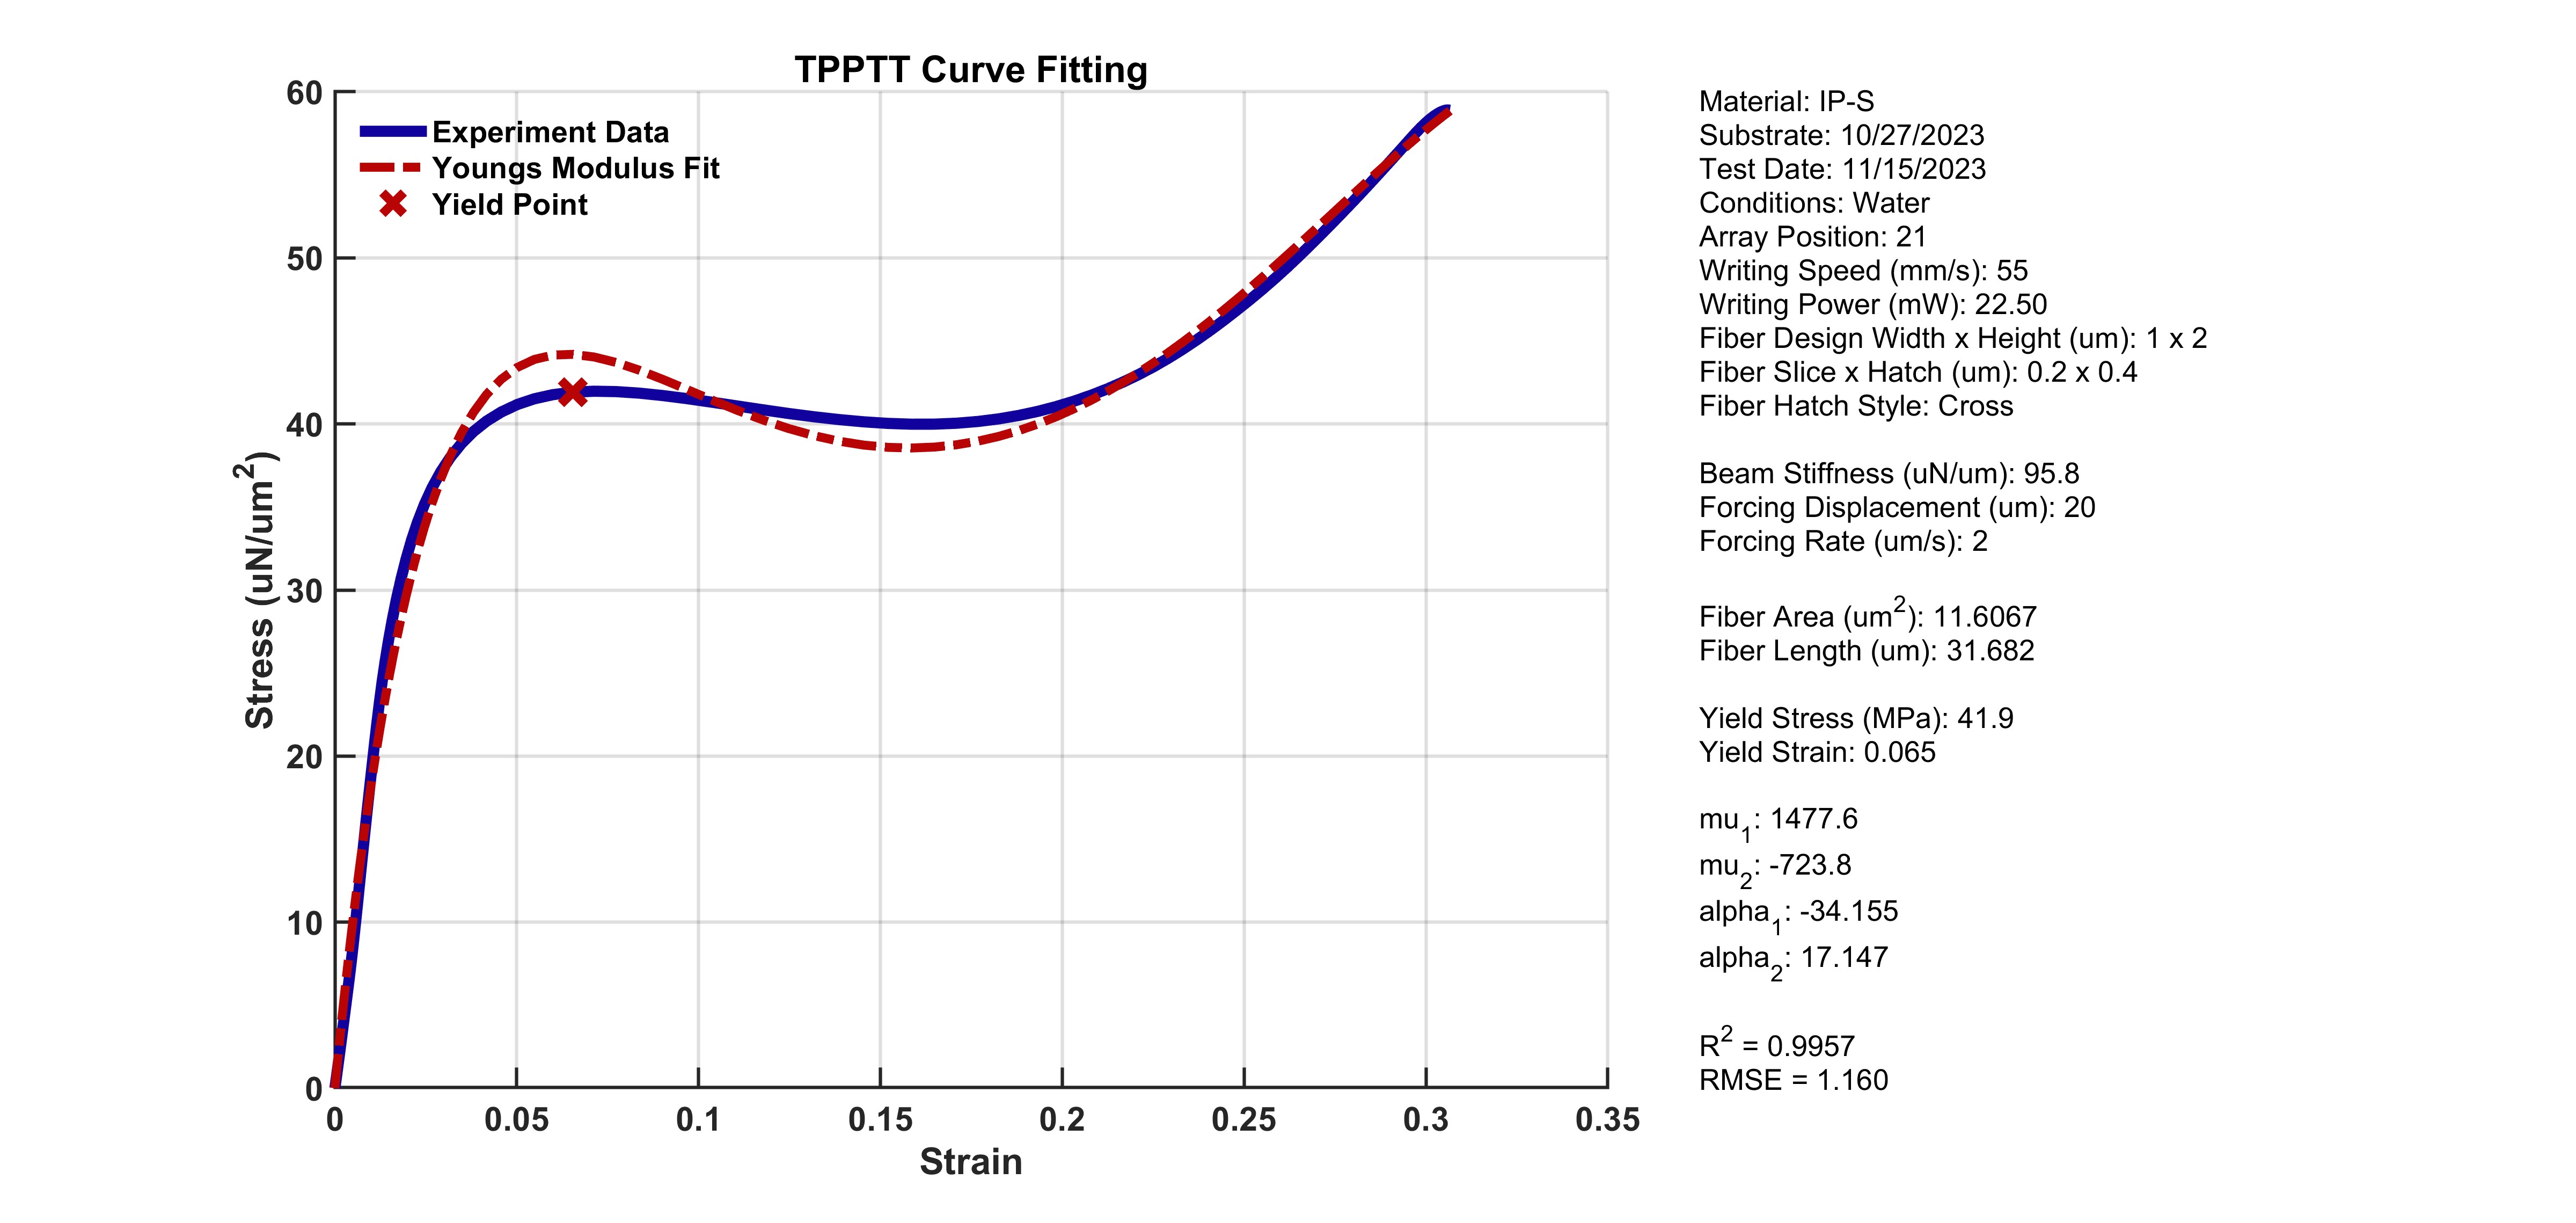 TPPTT Curve Fitting
60
50
40
30
20
10
0
Stress (uN/um²)
Experiment Data
Youngs Modulus Fit
Yield Point
0 0.05 0.1 0.15 0.2 0.25 0.3 0.35
Strain
Material: IP-S
Substrate: 10/27/2023
Test Date: 11/15/2023
Conditions: Water
Array Position: 21
Writing Speed (mm/s): 55
Writing Power (mW): 22.50
Fiber Design Width x Height (um): 1 x 2
Fiber Slice x Hatch (um): 0.2 x 0.4
Fiber Hatch Style: Cross
Beam Stiffness (uN/um): 95.8
Forcing Displacement (um): 20
Forcing Rate (um/s): 2
Fiber Area (um²): 11.6067
Fiber Length (um): 31.682
Yield Stress (MPa): 41.9
Yield Strain: 0.065
mu₁: 1477.6
mu₂: -723.8
alpha₁: -34.155
alpha₂: 17.147
R² = 0.9957
RMSE = 1.160